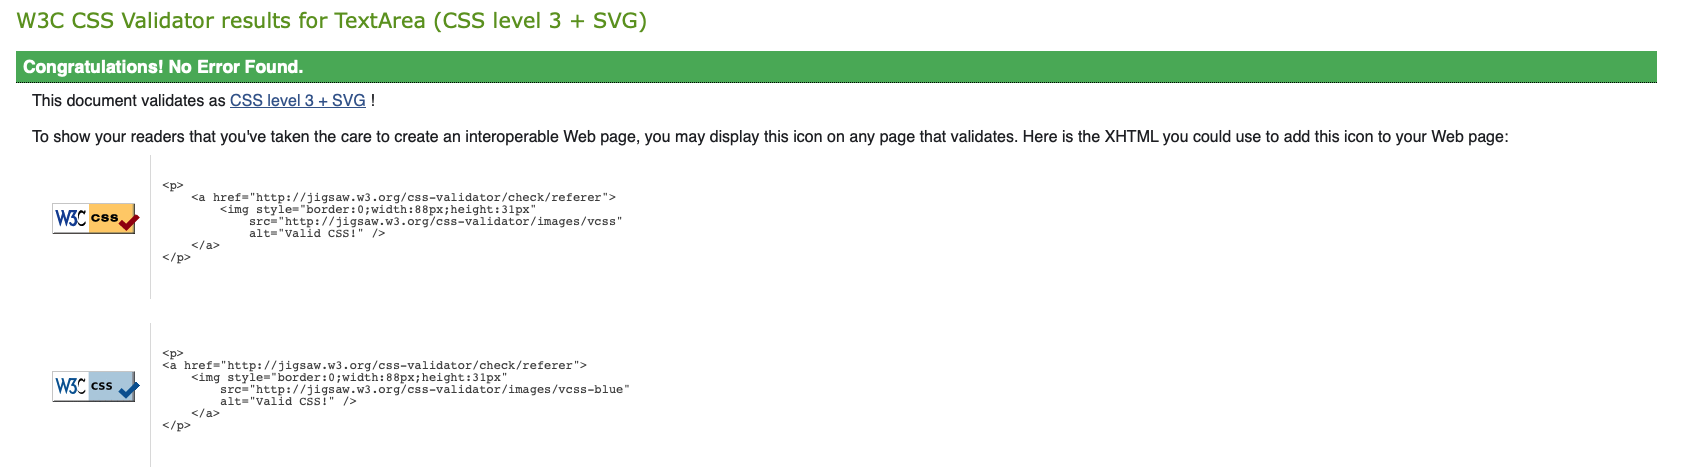 W3C CSS Validator results for TextArea (CSS level 3 + SVG)
Congratulations! No Error Found.
This document validates as CSS level 3 + SVG !
To show your readers that you've taken the care to create an interoperable Web page, you may display this icon on any page that validates. Here is the XHTML you could use to add this icon to your Web page:
W3C css
<p>
    <a href="http://jigsaw.w3.org/css-validator/check/referer">
        <img style="border:0;width:88px;height:31px"
            src="http://jigsaw.w3.org/css-validator/images/vcss"
            alt="Valid CSS!" />
    </a>
</p>
W3C css
<p>
<a href="http://jigsaw.w3.org/css-validator/check/referer">
    <img style="border:0;width:88px;height:31px"
        src="http://jigsaw.w3.org/css-validator/images/vcss-blue"
        alt="Valid CSS!" />
    </a>
</p>